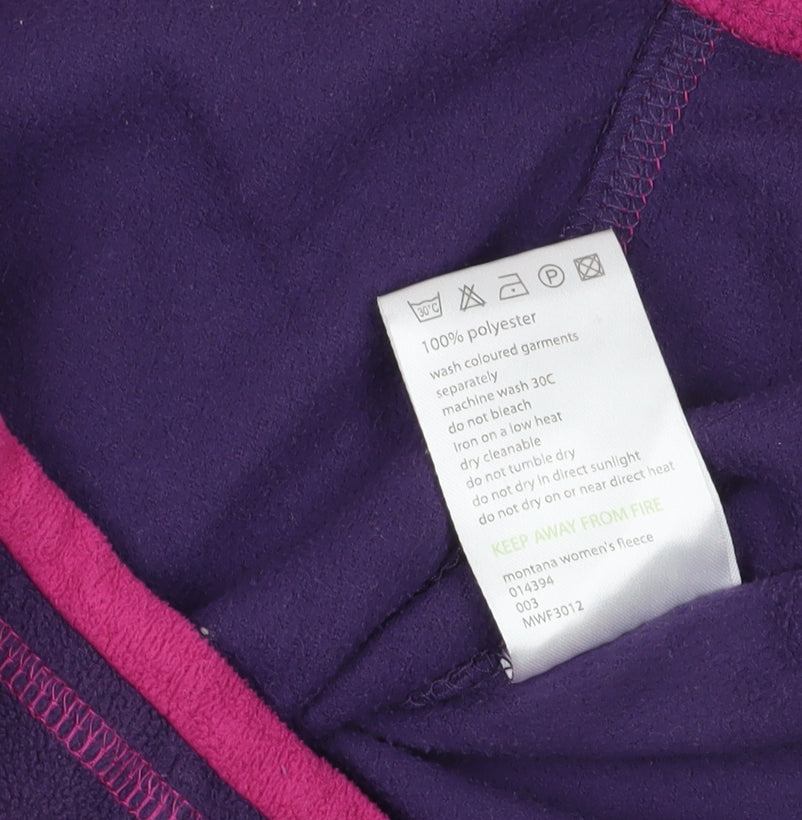 30°C P
100% polyester
wash coloured garments
separately
machine wash 30C
do not bleach
Iron on a low heat
dry cleanable
do not tumble dry
do not dry in direct sunlight
do not dry on or near direct heat
KEEP AWAY FROM FIRE
montana women's fleece
014394
003
MWF3012